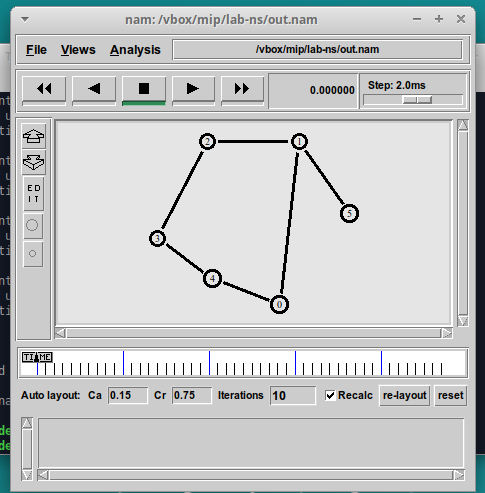 nam: /vbox/mip/lab-ns/out.nam
File Views Analysis /vbox/mip/lab-ns/out.nam
0.000000 Step: 2.0ms
2 1
5
3
4
0
E D
I T
TIME
Auto layout: Ca 0.15 Cr 0.75 Iterations 10 Recalc re-layout reset